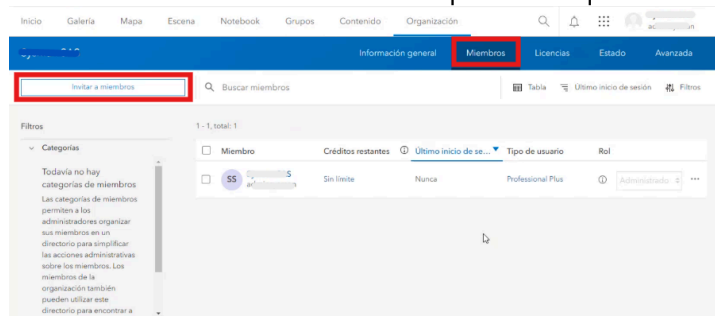 Inicio Galería Mapa Escena Notebook Grupos Contenido Organización
Información general Miembros Licencias Estado Avanzada
Invitar a miembros Buscar miembros Tabla Último inicio de sesión Filtros
Filtros 1 - 1, total: 1
Categorías
Miembro Créditos restantes Último inicio de se... Tipo de usuario Rol
Todavía no hay
categorías de miembros
SS Sin límite Nunca Professional Plus Administrado
Las categorías de miembros
permiten a los
administradores organizar
sus miembros en un
directorio para simplificar
las acciones administrativas
sobre los miembros. Los
miembros de la
organización también
pueden utilizar este
directorio para encontrar a